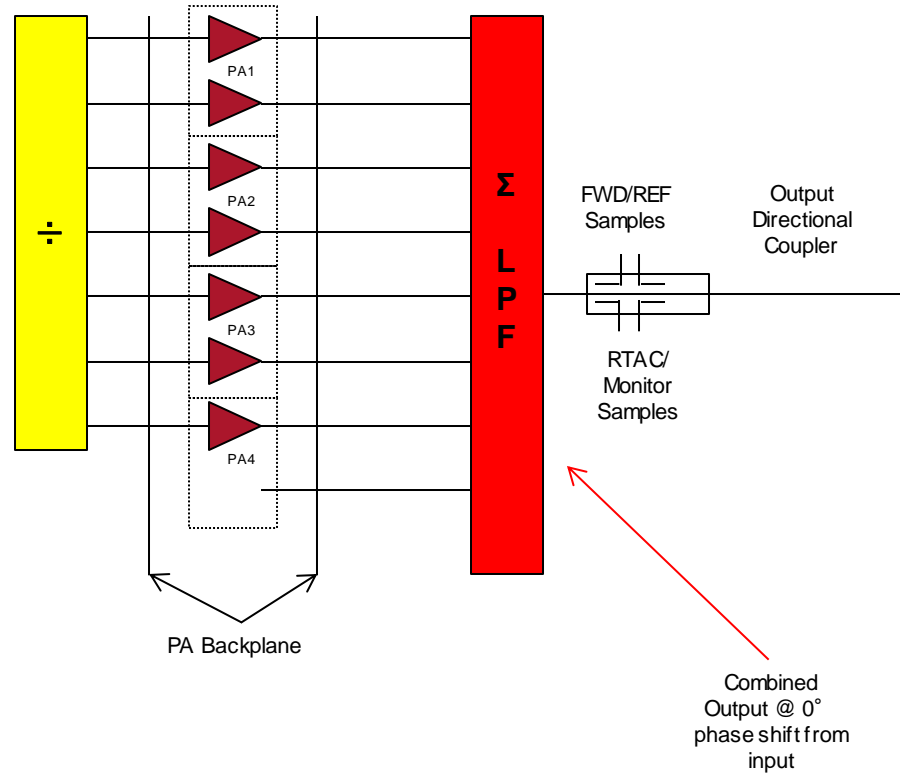 ÷
PA1
PA2
PA3
PA4
Σ
L
P
F
FWD/REF
Samples
Output
Directional
Coupler
RTAC/
Monitor
Samples
PA Backplane
Combined
Output @ 0°
phase shift from
input